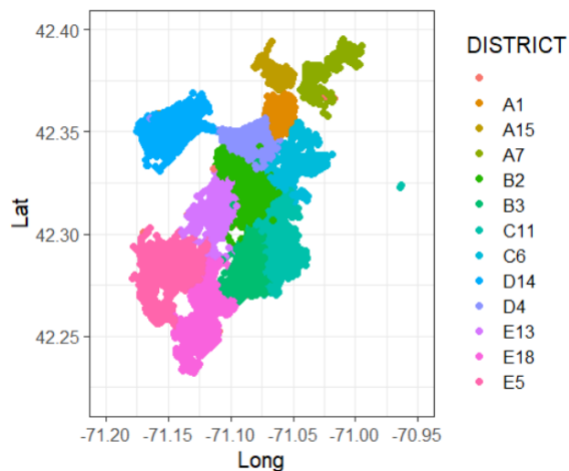 42.40
42.35
42.30
42.25
Lat
-71.20 -71.15 -71.10 -71.05 -71.00 -70.95
Long
DISTRICT
A1
A15
A7
B2
B3
C11
C6
D14
D4
E13
E18
E5